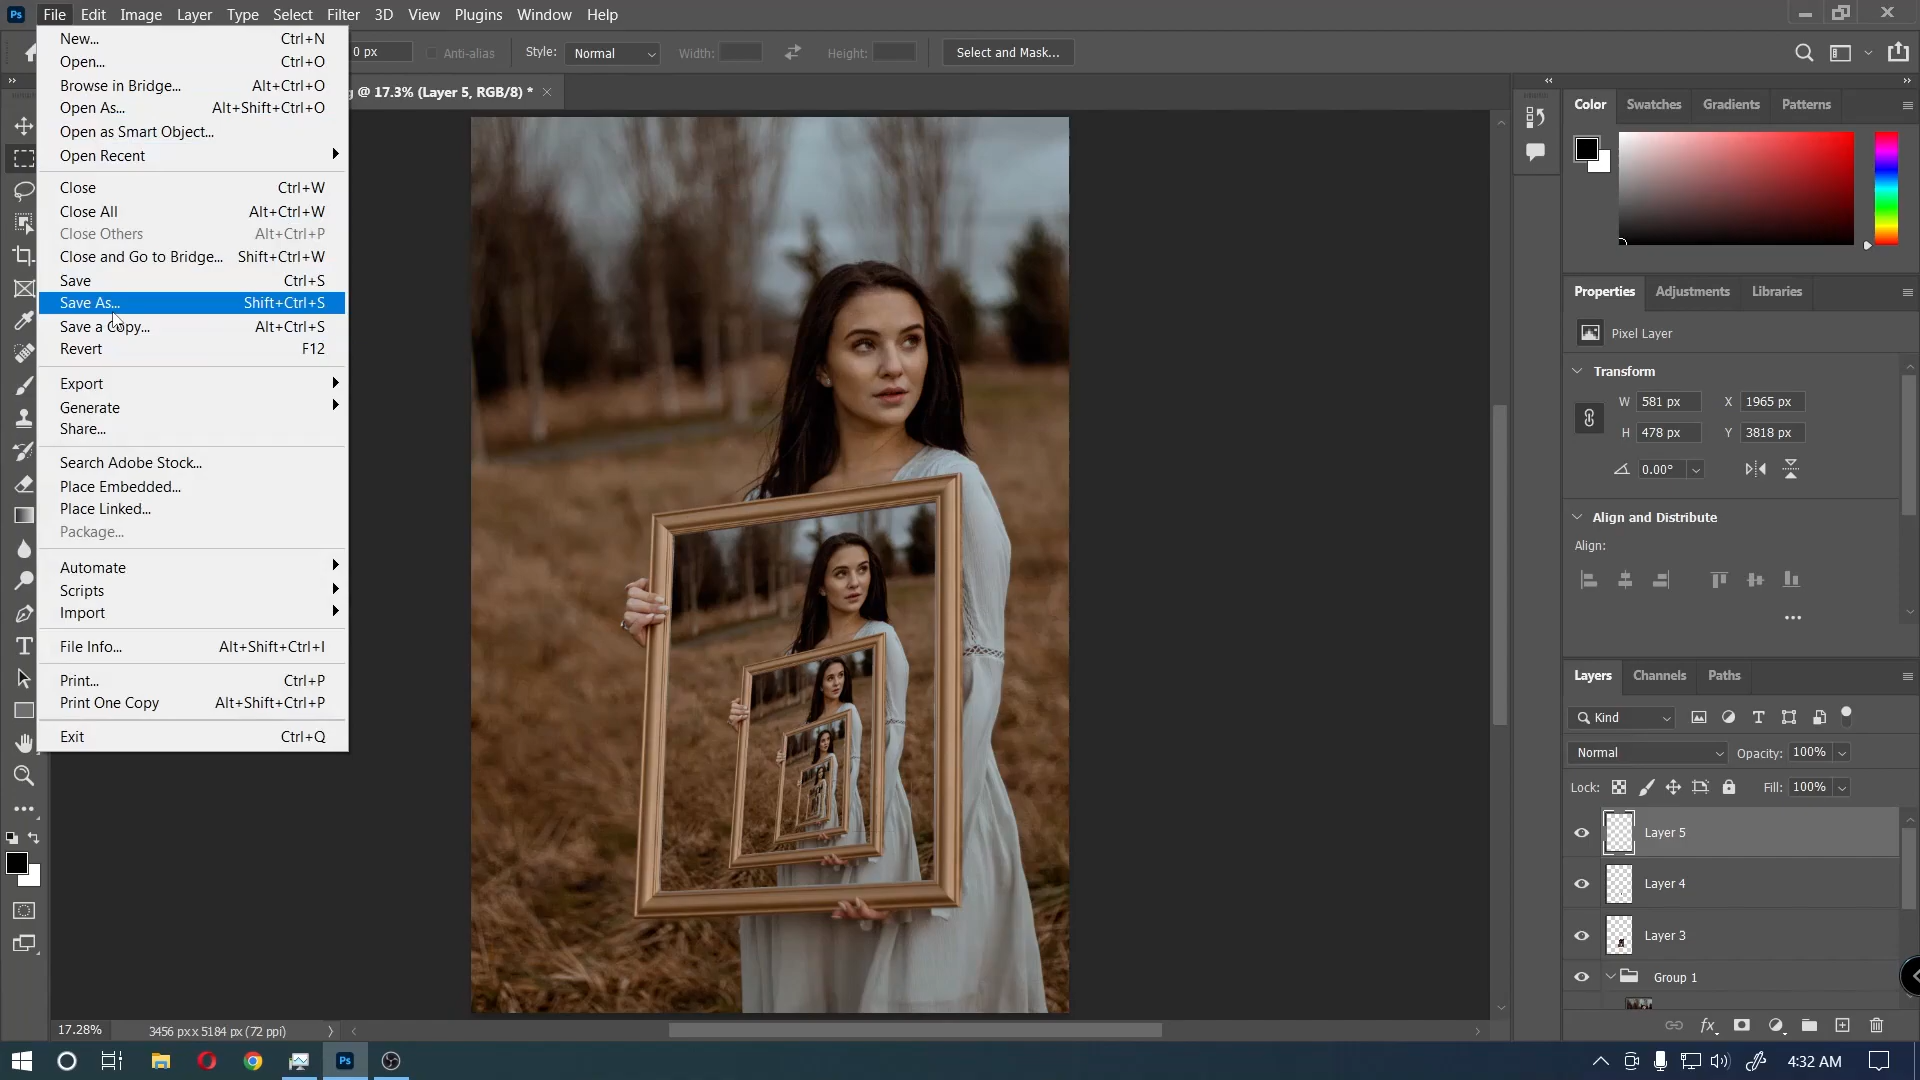 Ps File Edit Image Layer Type Select Filter 3D View Plugins Window Help
New... Ctrl+N
0 px Anti-alias Style: Normal Width: Height: Select and Mask...
Open... Ctrl+O
Browse in Bridge... Alt+Ctrl+O
g @ 17.3% (Layer 5, RGB/8) *
Open As... Alt+Shift+Ctrl+O
Open as Smart Object...
Open Recent
Close Ctrl+W
Close All Alt+Ctrl+W
Close Others Alt+Ctrl+P
Close and Go to Bridge... Shift+Ctrl+W
Save Ctrl+S
Save As... Shift+Ctrl+S
Save a Copy... Alt+Ctrl+S
Revert F12
Export
Generate
Share...
Search Adobe Stock...
Place Embedded...
Place Linked...
Package...
Automate
Scripts
Import
File Info... Alt+Shift+Ctrl+I
Print... Ctrl+P
Print One Copy Alt+Shift+Ctrl+P
Exit Ctrl+Q
Color Swatches Gradients Patterns
Properties Adjustments Libraries
Pixel Layer
Transform
W 581 px X 1965 px
H 478 px Y 3818 px
0.00°
Align and Distribute
Align:
Layers Channels Paths
Kind
Normal Opacity: 100%
Lock: Fill: 100%
Layer 5
Layer 4
Layer 3
Group 1
17.28% 3456 px x 5184 px (72 ppi)
Ps 4:32 AM